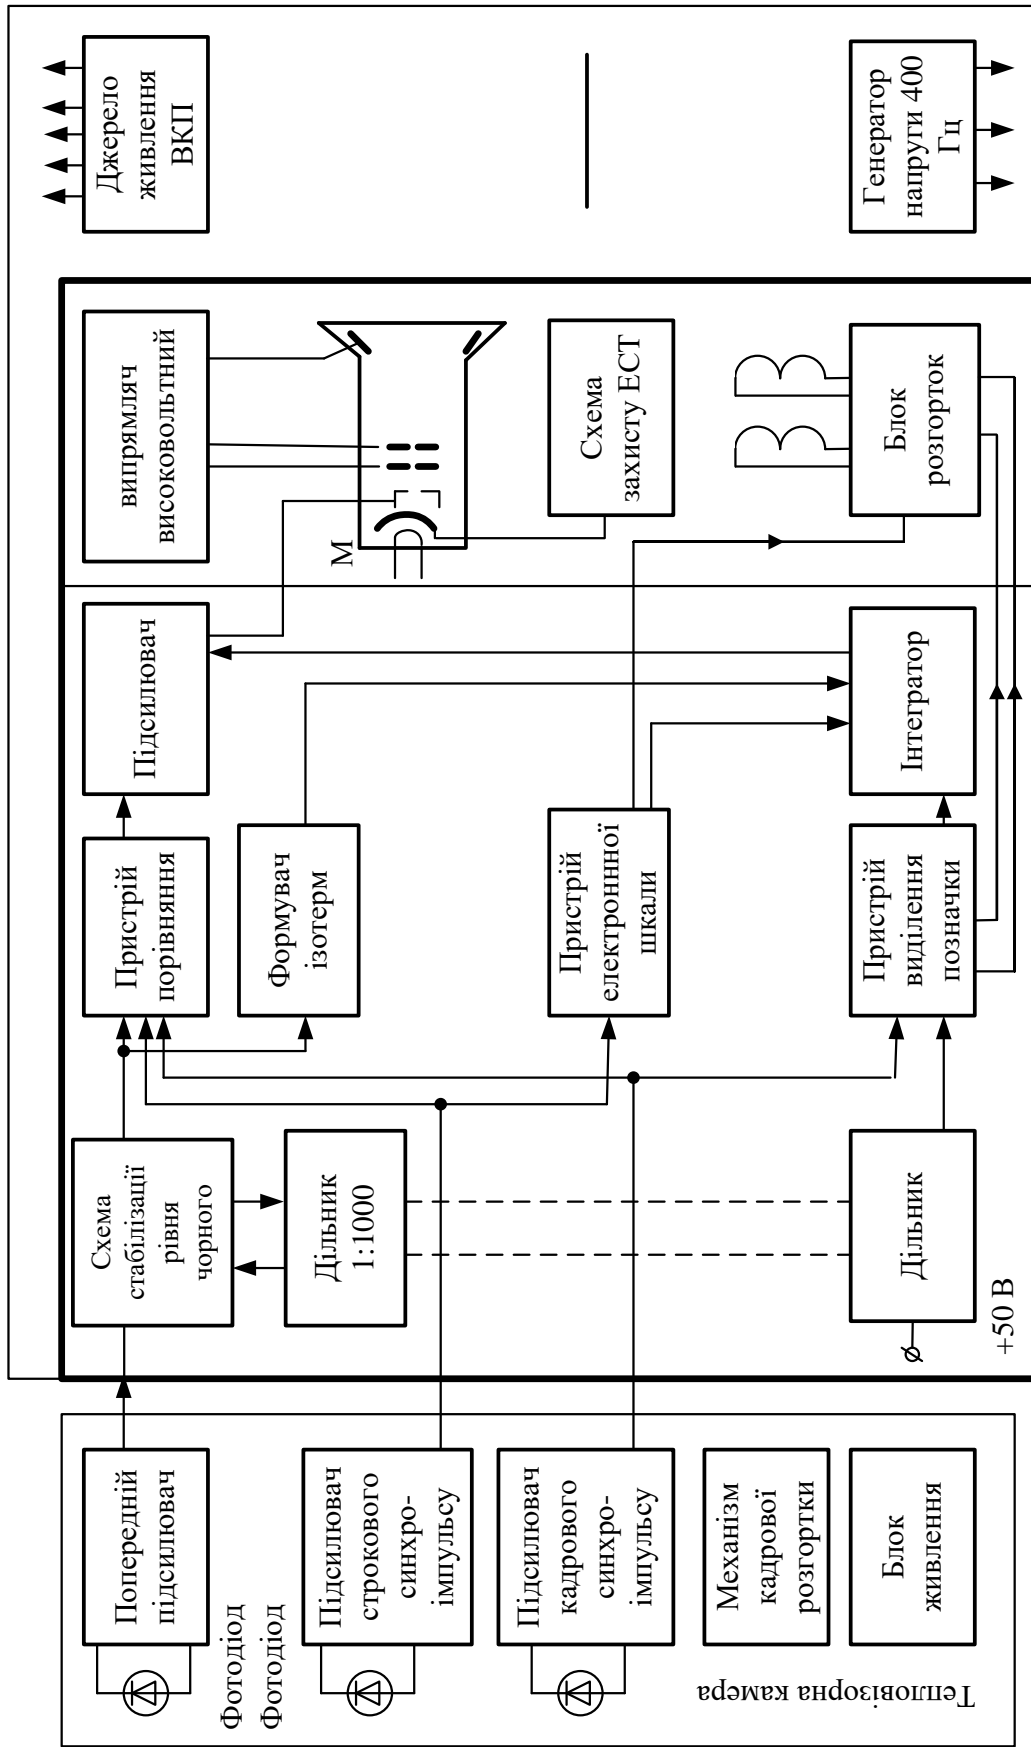 Попередній
підсилювач
Фотодіод
Фотодіод
Підсилювач
строкового
синхро-
імпульсу
Підсилювач
кадрового
синхро-
імпульсу
Механізм
кадрової
розгортки
Блок
живлення
Тепловізорна камера
Схема
стабілізації
рівня
чорного
Дільник
1:1000
Дільник
+50 В
Пристрій
порівняння
Формувач
ізотерм
Пристрій
електроннної
шкали
Пристрій
виділення
позначки
Підсилювач
Інтегратор
випрямляч
високовольтний
М
Схема
захисту ЕСТ
Блок
розгорток
Джерело
живлення
ВКП
Генератор
напруги 400
Гц